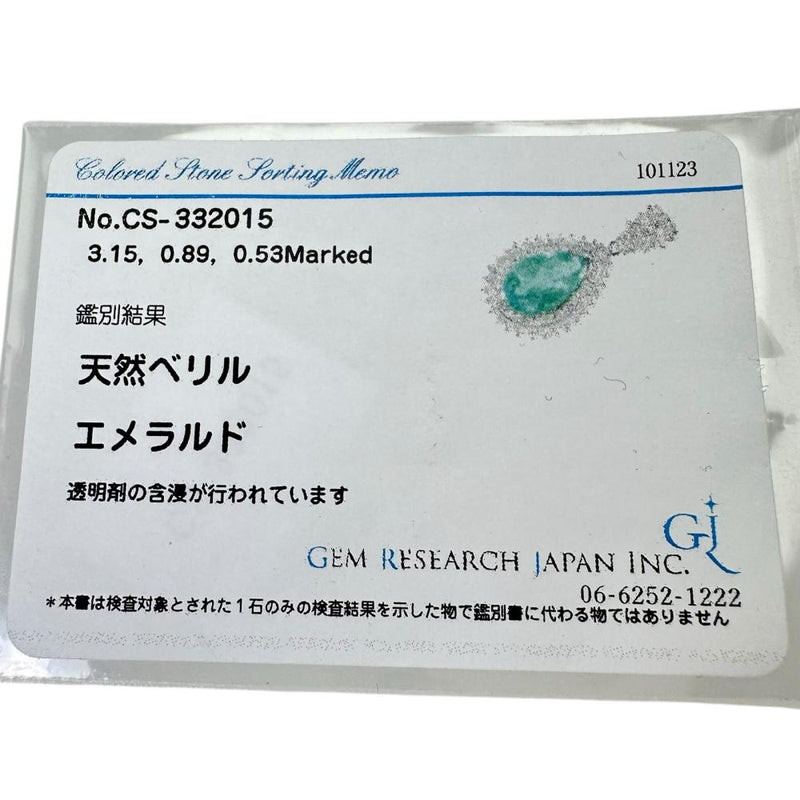 Colored Stone Sorting Memo
101123
No.CS-332015
3.15, 0.89, 0.53Marked
鑑別結果
天然ベリル
エメラルド
透明剤の含浸が行われています
GEM RESEARCH JAPAN INC.
06-6252-1222
*本書は検査対象とされた1石のみの検査結果を示した物で鑑別書に代わる物ではありません